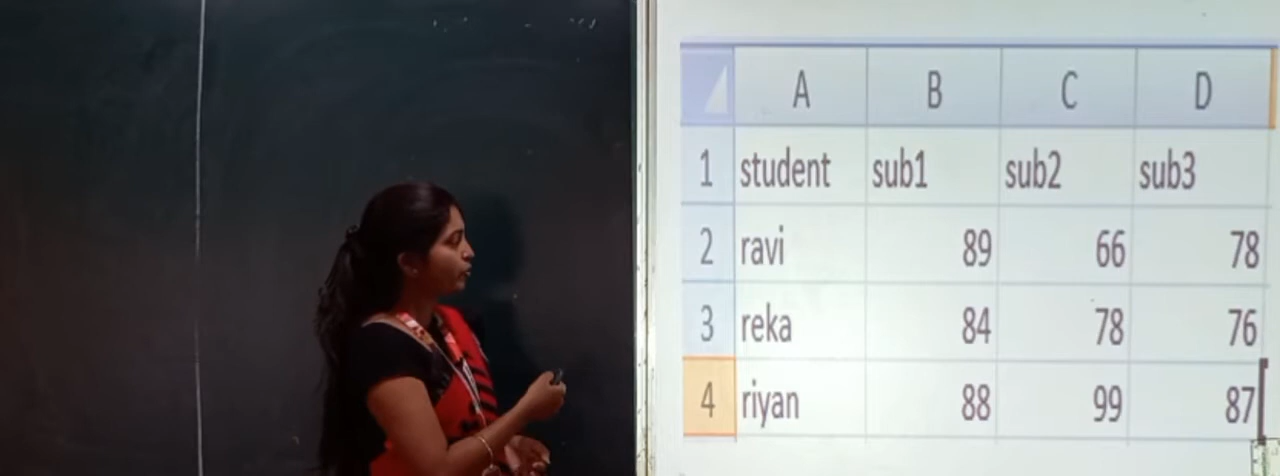 A B C D
1 student sub1 sub2 sub3
2 ravi 89 66 78
3 reka 84 78 76
4 riyan 88 99 87